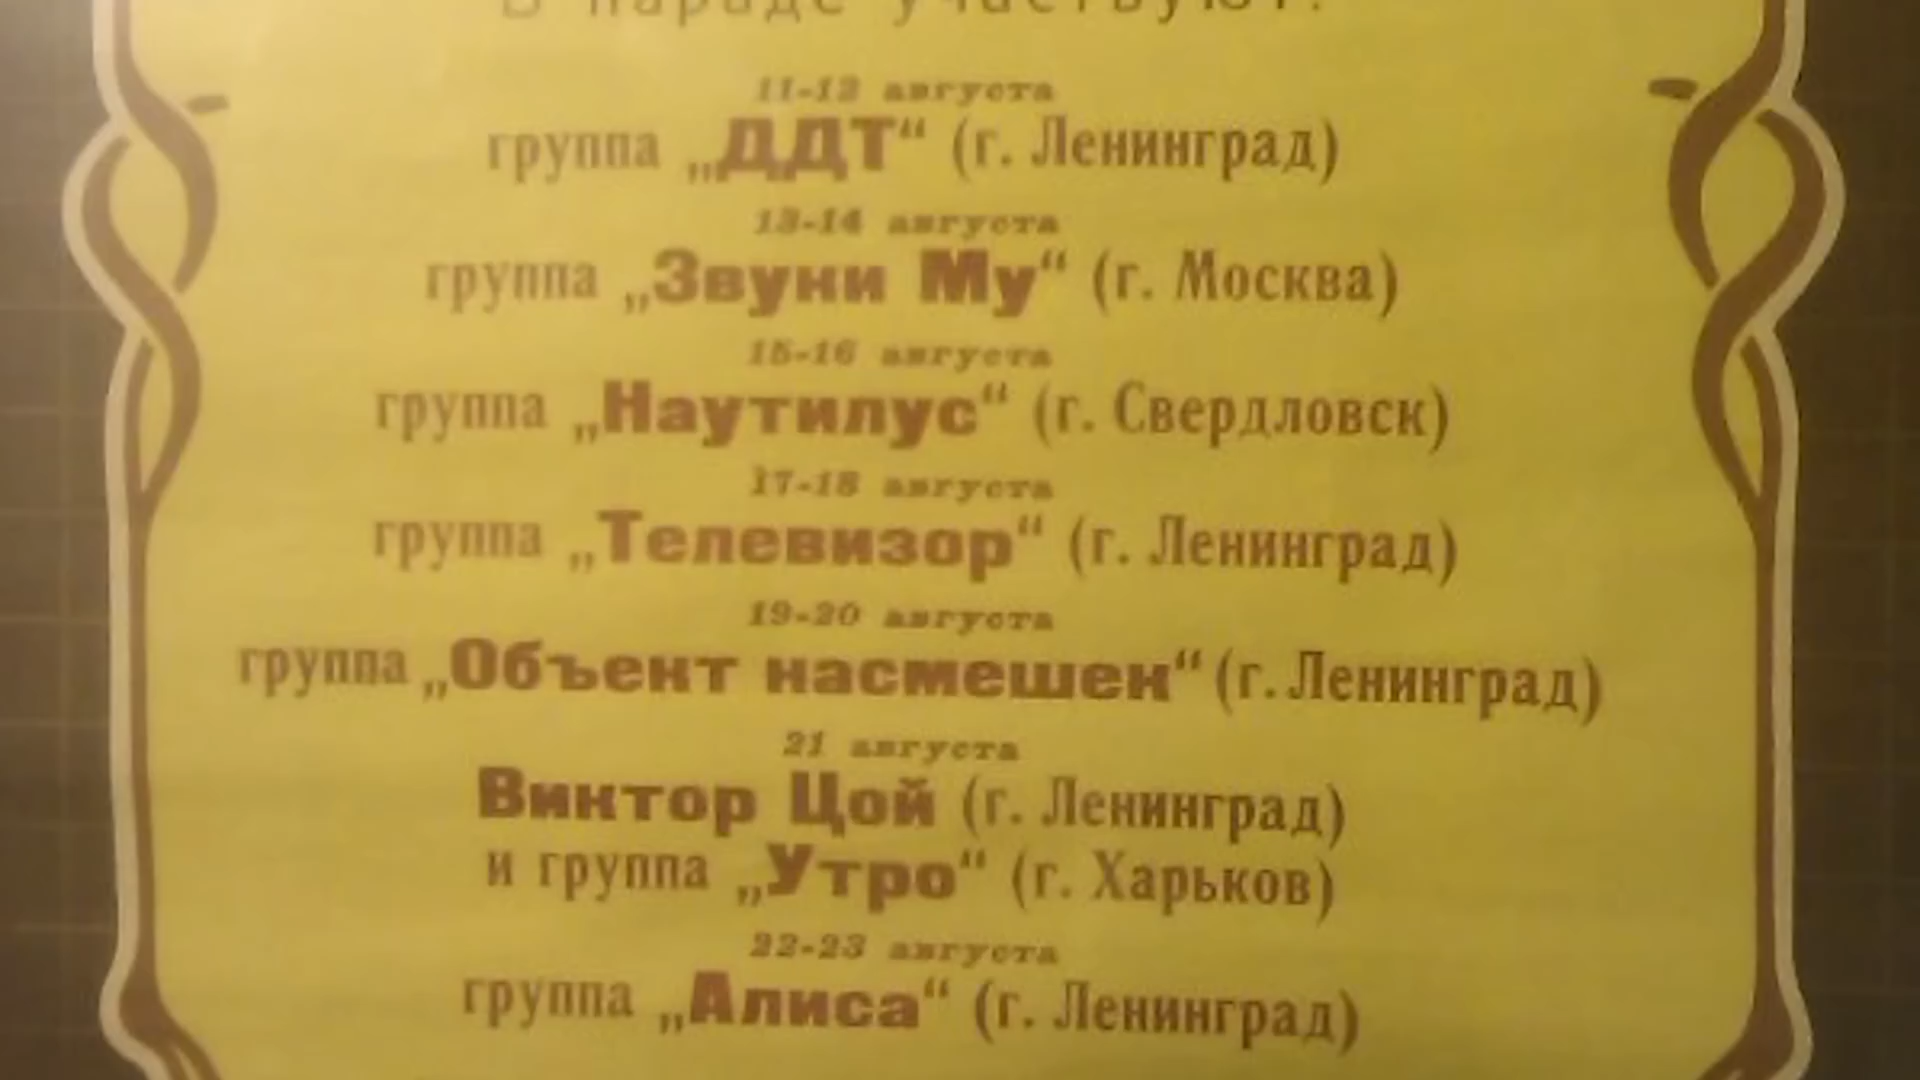 В параде участвуют:
11-12 августа
группа „ДДТ“ (г. Ленинград)
13-14 августа
группа „Звуки Му“ (г. Москва)
15-16 августа
группа „Наутилус“ (г. Свердловск)
17-18 августа
группа „Телевизор“ (г. Ленинград)
19-20 августа
группа „Объект насмешек“ (г. Ленинград)
21 августа
Виктор Цой (г. Ленинград)
и группа „Утро“ (г. Харьков)
22-23 августа
группа „Алиса“ (г. Ленинград)